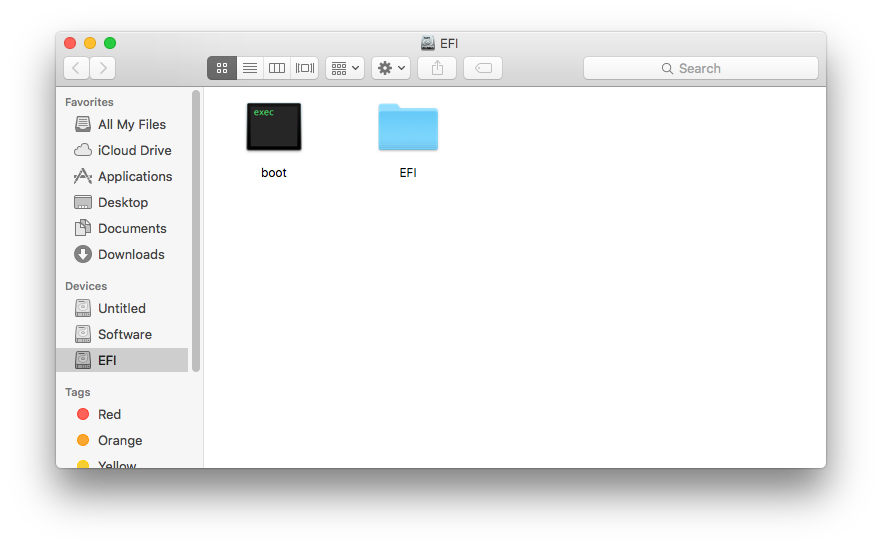 EFI
Search
Favorites
All My Files
iCloud Drive
Applications
Desktop
Documents
Downloads
Devices
Untitled
Software
EFI
Tags
Red
Orange
Yellow
exec
boot
EFI